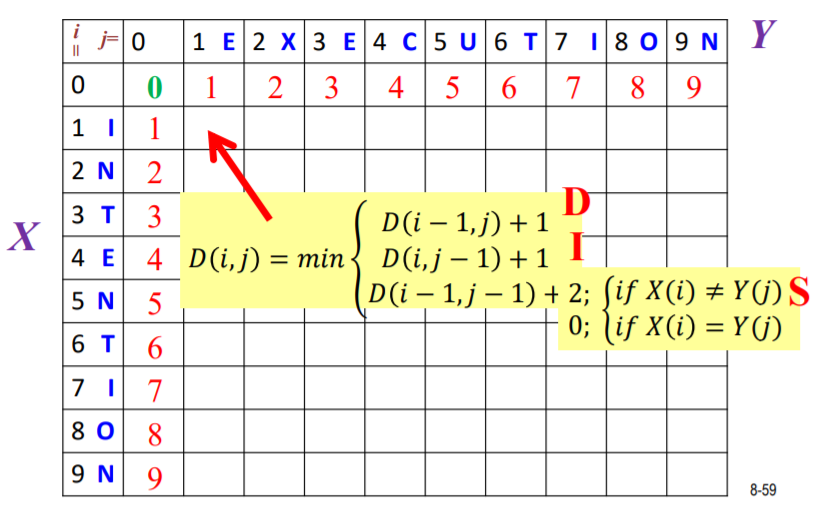 i j= 0 1 E 2 X 3 E 4 C 5 U 6 T 7 I 8 O 9 N Y
=
0 0 1 2 3 4 5 6 7 8 9
1 I 1
2 N 2
3 T 3 D(i − 1, j) + 1 D
X 4 E 4 D(i, j) = min { D(i, j − 1) + 1 I
5 N 5 D(i − 1, j − 1) + 2; {if X(i) ≠ Y(j) S
6 T 6 0; {if X(i) = Y(j)
7 I 7
8 O 8
9 N 9
8-59